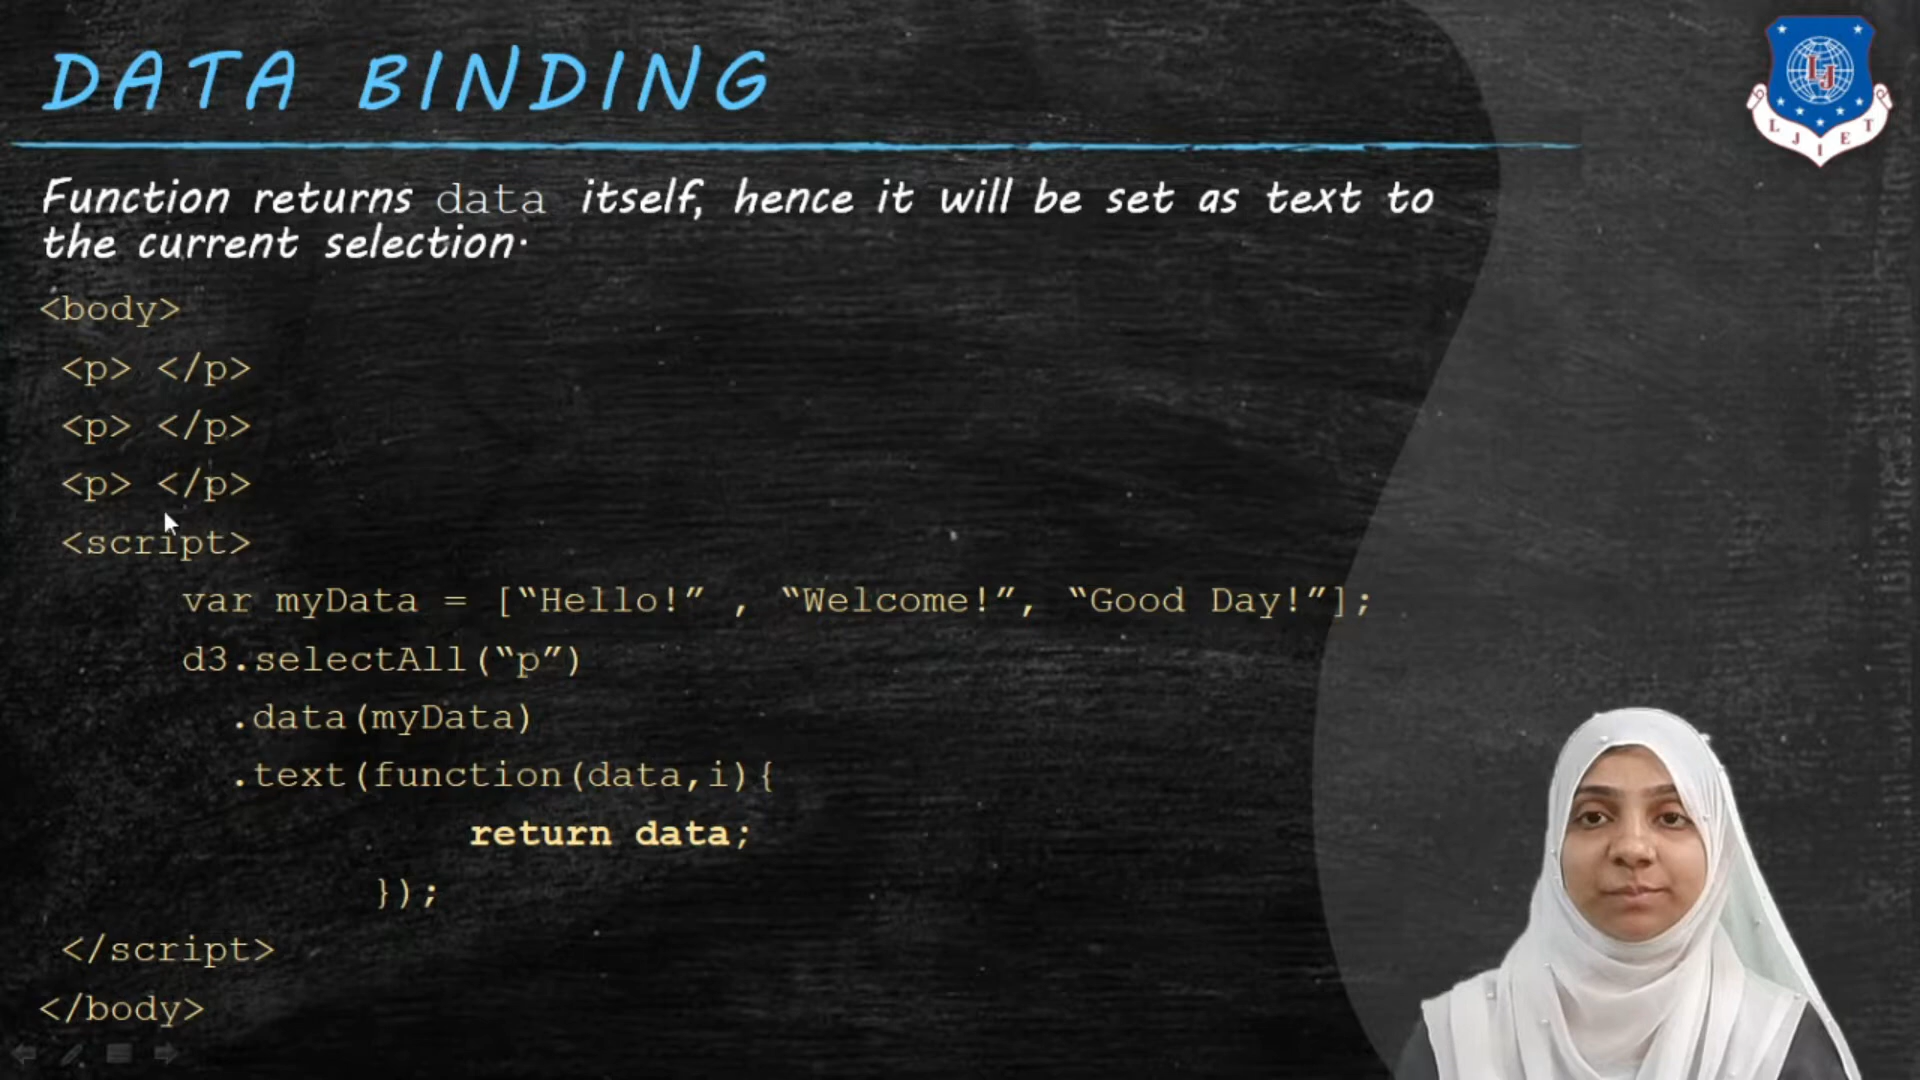 DATA BINDING
Function returns data itself, hence it will be set as text to
the current selection.
<body>
<p> </p>
<p> </p>
<p> </p>
<script>
var myData = [“Hello!” , “Welcome!”, “Good Day!”];
d3.selectAll(“p”)
.data(myData)
.text(function(data,i){
return data;
});
</script>
</body>
IJ
L J I E T